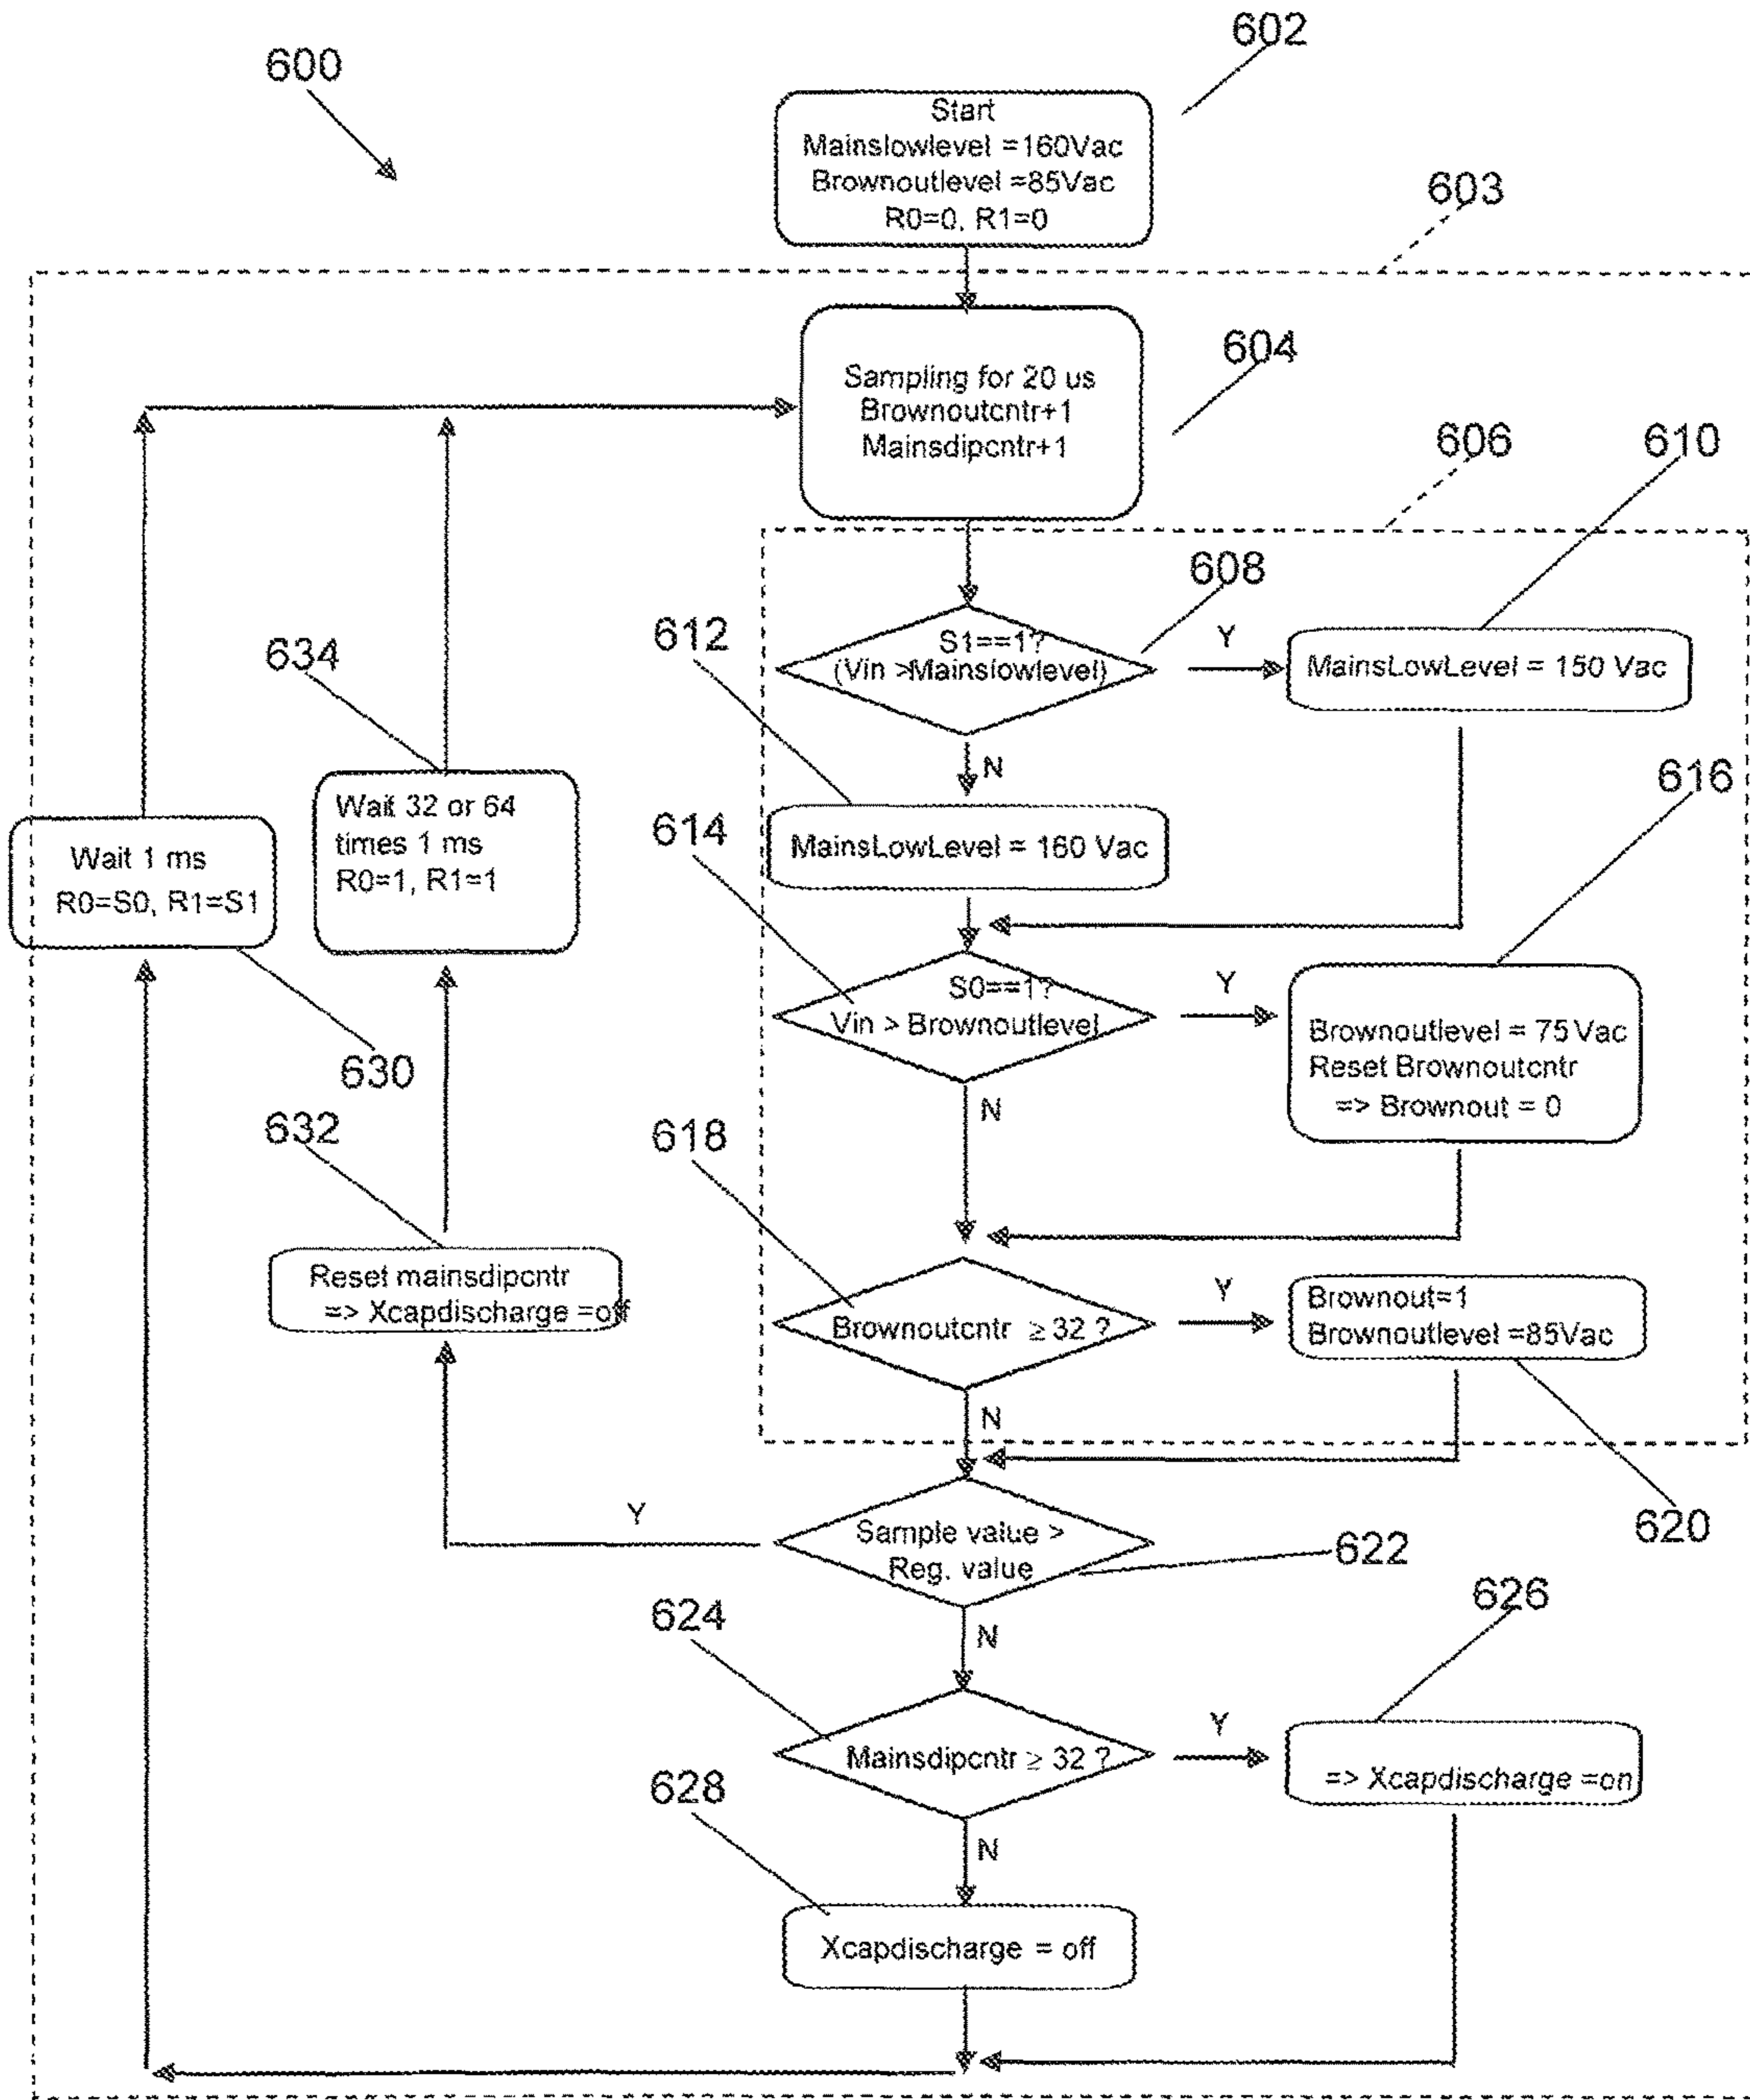 602
600
Start
Mainslowlevel =160Vac
Brownoutlevel =85Vac
R0=0, R1=0
603
604
Sampling for 20 us
Brownoutcntr+1
Mainsdipcntr+1
606
610
608
612
S1==1?
(Vin >Mainslowlevel)
Y
MainsLowLevel = 150 Vac
634
N
616
Wait 32 or 64
times 1 ms
R0=1, R1=1
614
MainsLowLevel = 160 Vac
Wait 1 ms
R0=S0, R1=S1
S0==1?
Vin > Brownoutlevel
Y
Brownoutlevel = 75 Vac
Reset Brownoutcntr
=> Brownout = 0
630
N
632
618
Reset mainsdipcntr
=> Xcapdischarge =off
Brownoutcntr ≥ 32 ?
Y
Brownout=1
Brownoutlevel =85Vac
N
Y
Sample value >
Reg. value
620
622
624
N
626
Mainsdipcntr ≥ 32 ?
Y
=> Xcapdischarge =on
628
N
Xcapdischarge = off